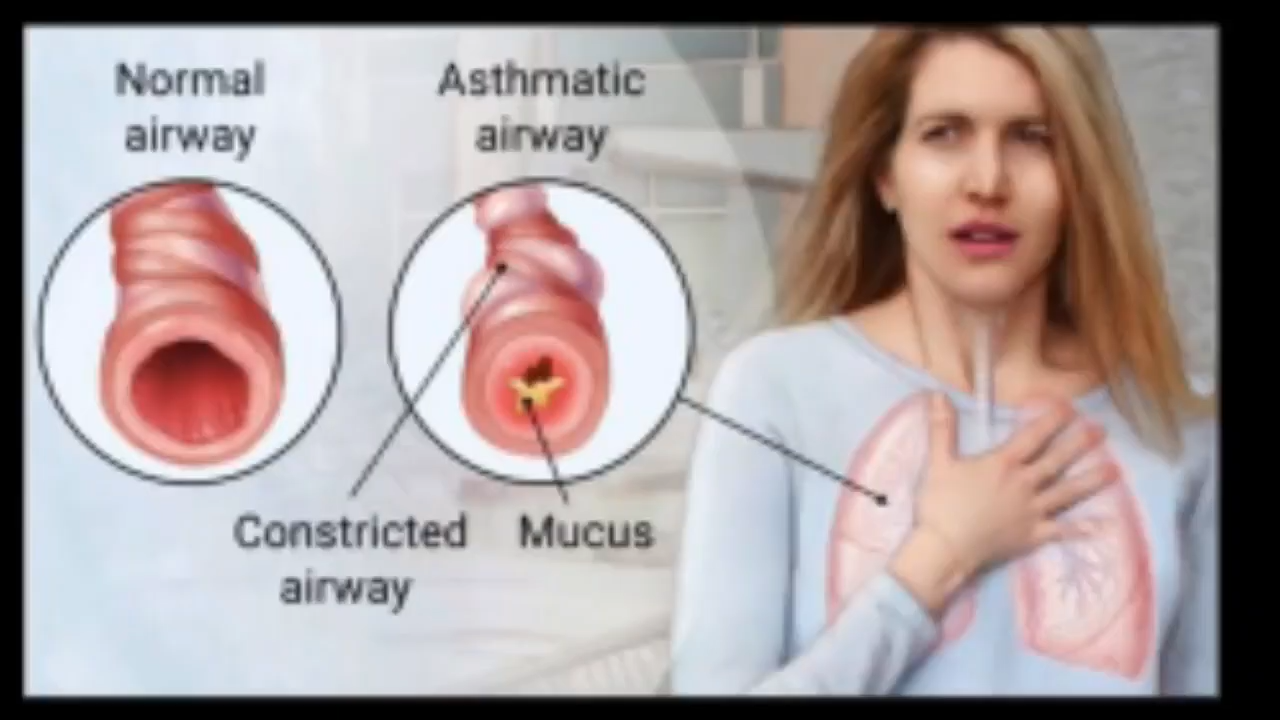 Normal
airway
Asthmatic
airway
Constricted
airway
Mucus